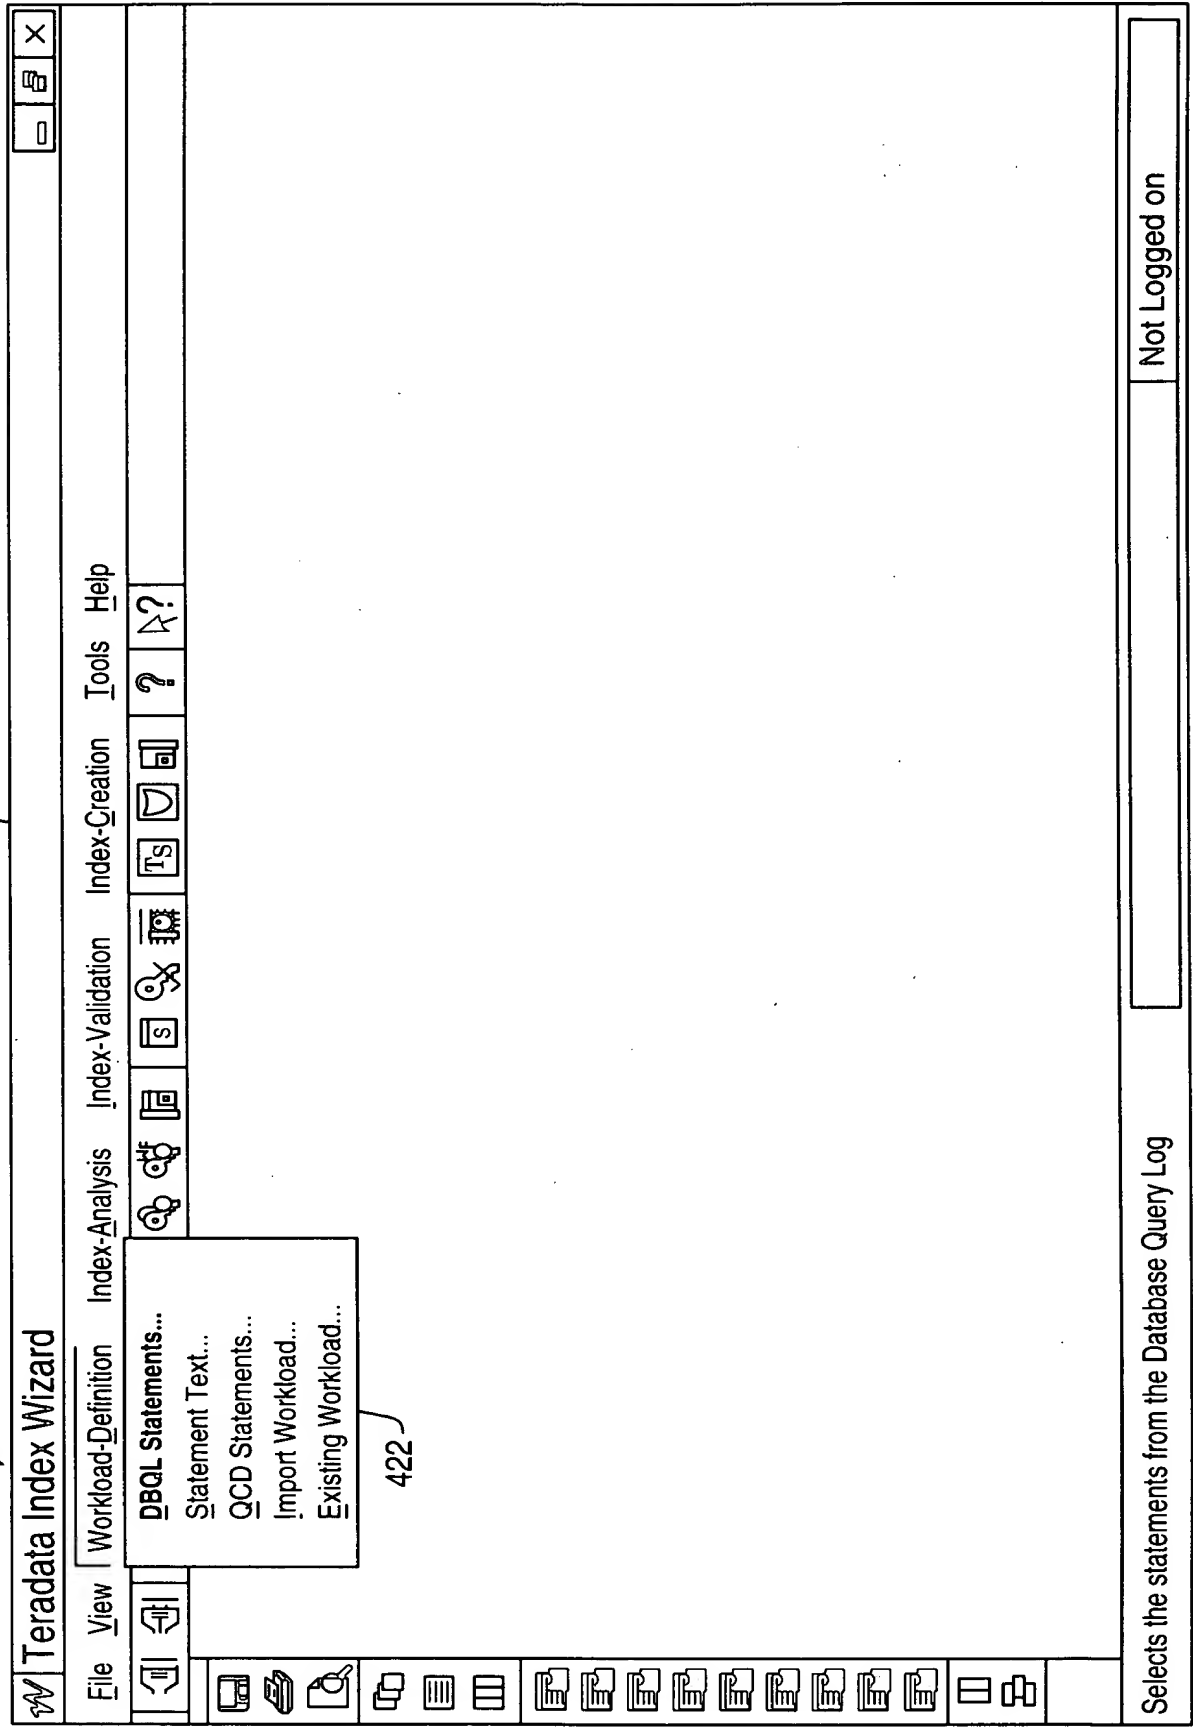 Teradata Index Wizard
File View Workload-Definition Index-Analysis Index-Validation Index-Creation Tools Help
S TS ? ?
DBQL Statements...
Statement Text...
QCD Statements...
Import Workload...
Existing Workload...
422
Selects the statements from the Database Query Log Not Logged on